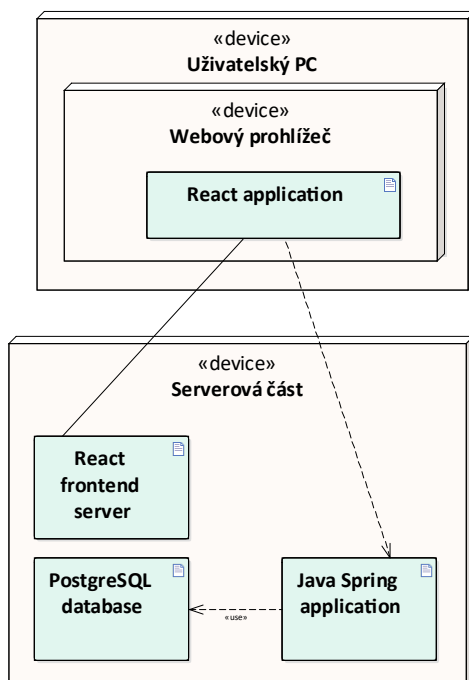 «device»
Uživatelský PC
«device»
Webový prohlížeč
React application
«device»
Serverová část
React
frontend
server
PostgreSQL
database
Java Spring
application
«use»